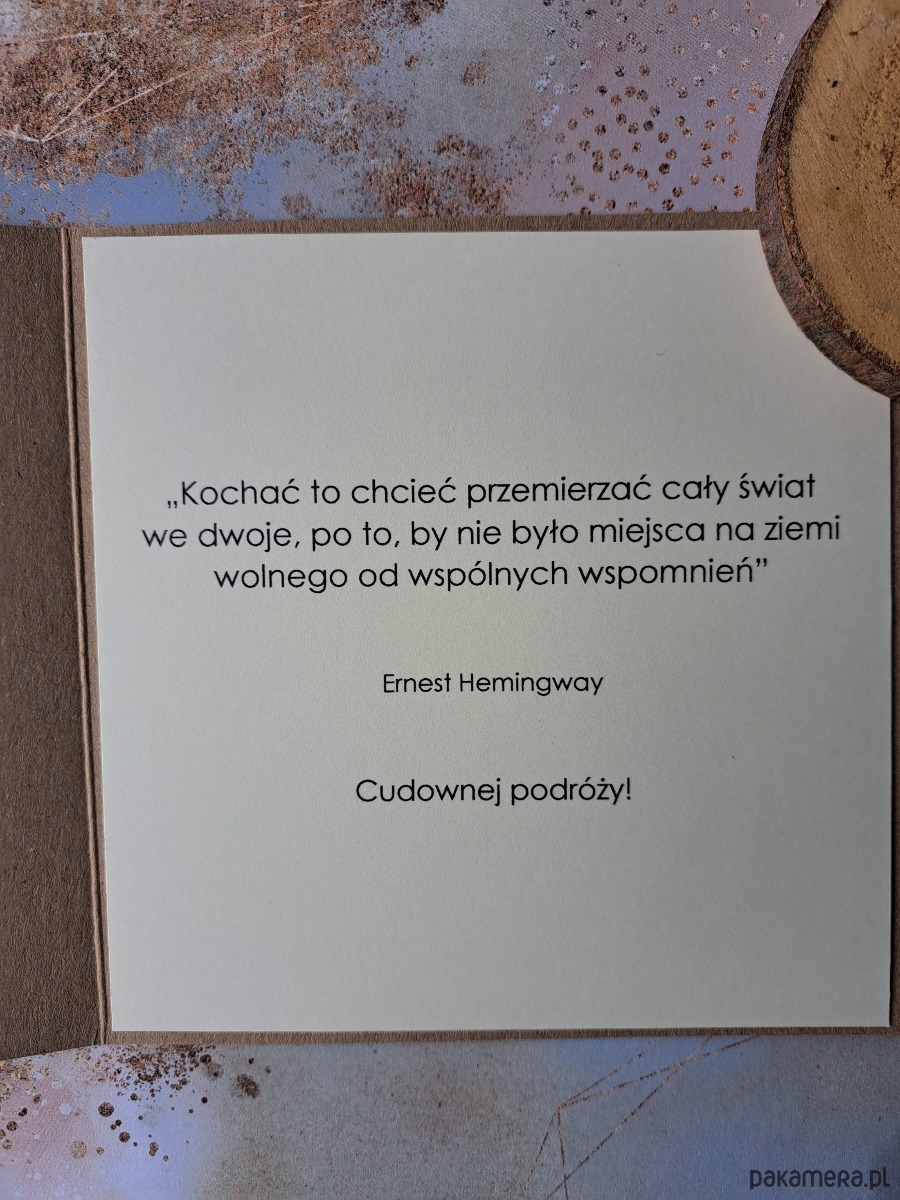 „Kochać to chcieć przemierzać cały świat
we dwoje, po to, by nie było miejsca na ziemi
wolnego od wspólnych wspomnień”
Ernest Hemingway
Cudownej podróży!
pakamera.pl